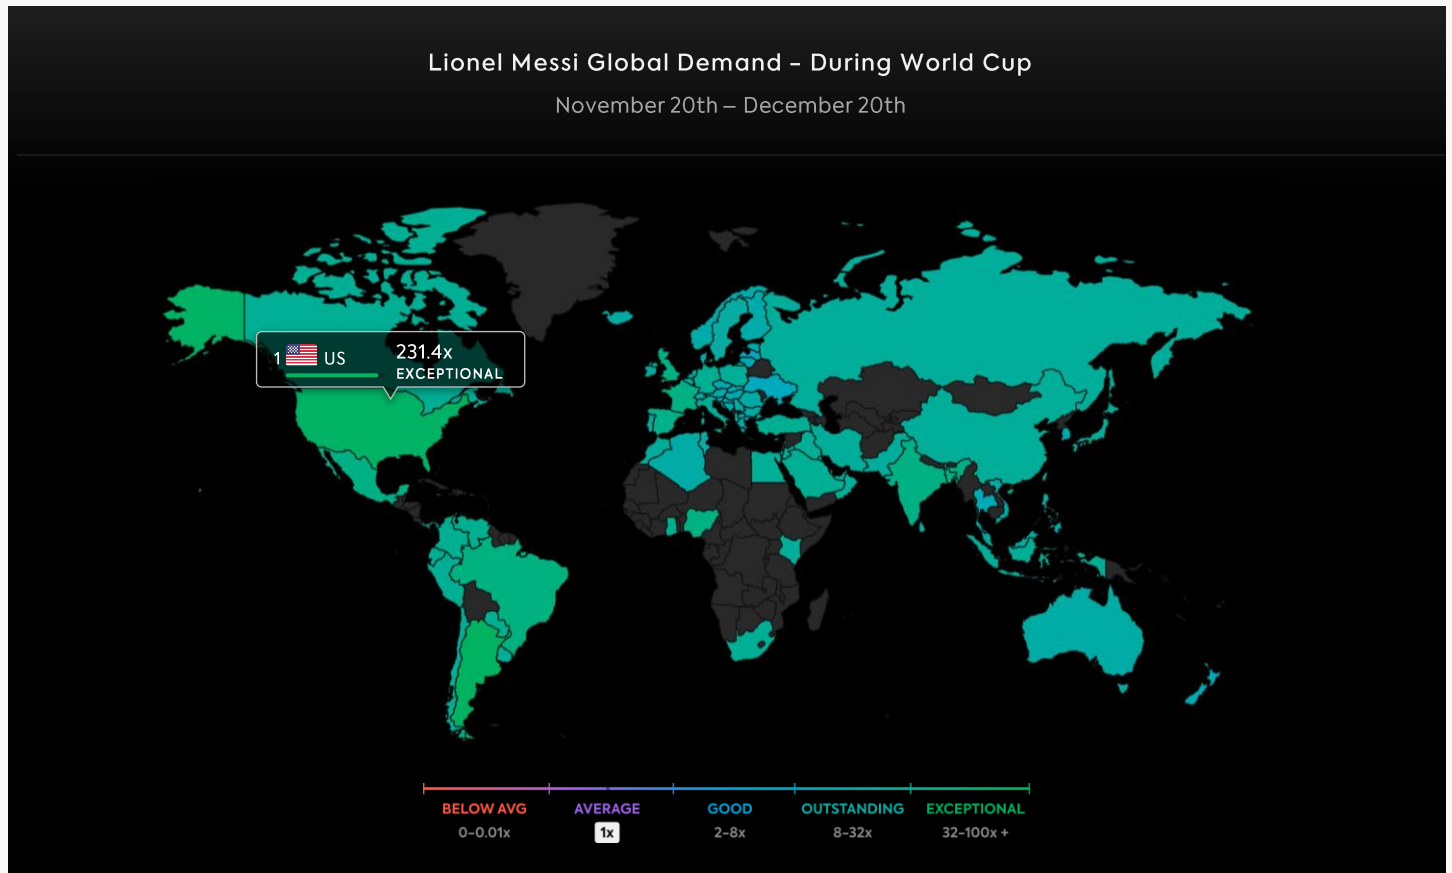 Lionel Messi Global Demand – During World Cup
November 20th – December 20th
1 US 231.4x
EXCEPTIONAL
BELOW AVG AVERAGE GOOD OUTSTANDING EXCEPTIONAL
0-0.01x 1x 2-8x 8-32x 32-100x +